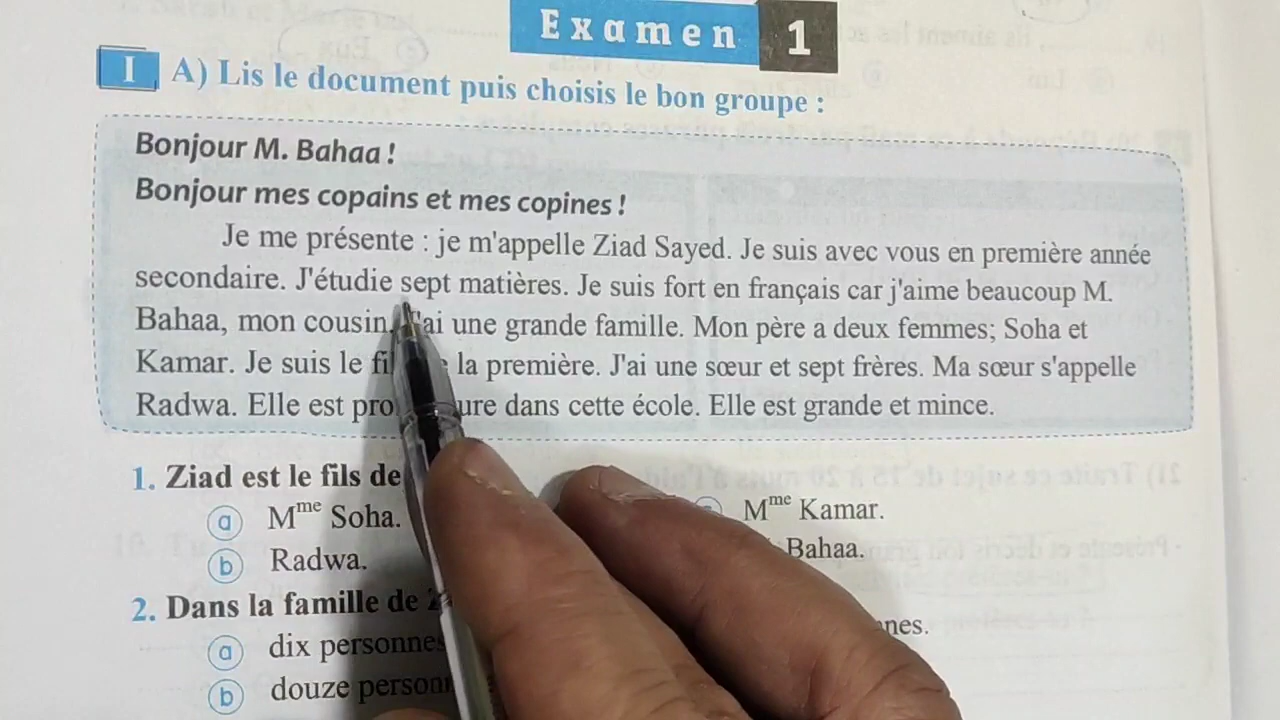 Examen 1
I A) Lis le document puis choisis le bon groupe :
Bonjour M. Bahaa !
Bonjour mes copains et mes copines !
Je me présente : je m'appelle Ziad Sayed. Je suis avec vous en première année
secondaire. J'étudie sept matières. Je suis fort en français car j'aime beaucoup M.
Bahaa, mon cousin. J'ai une grande famille. Mon père a deux femmes; Soha et
Kamar. Je suis le la première. J'ai une sœur et sept frères. Ma sœur s'appelle
Radwa. Elle est dans cette école. Elle est grande et mince.
1. Ziad est le fils de
a Mme Soha.
Mme Kamar.
b Radwa.
Bahaa.
2. Dans la famille de
a dix personnes
b douze